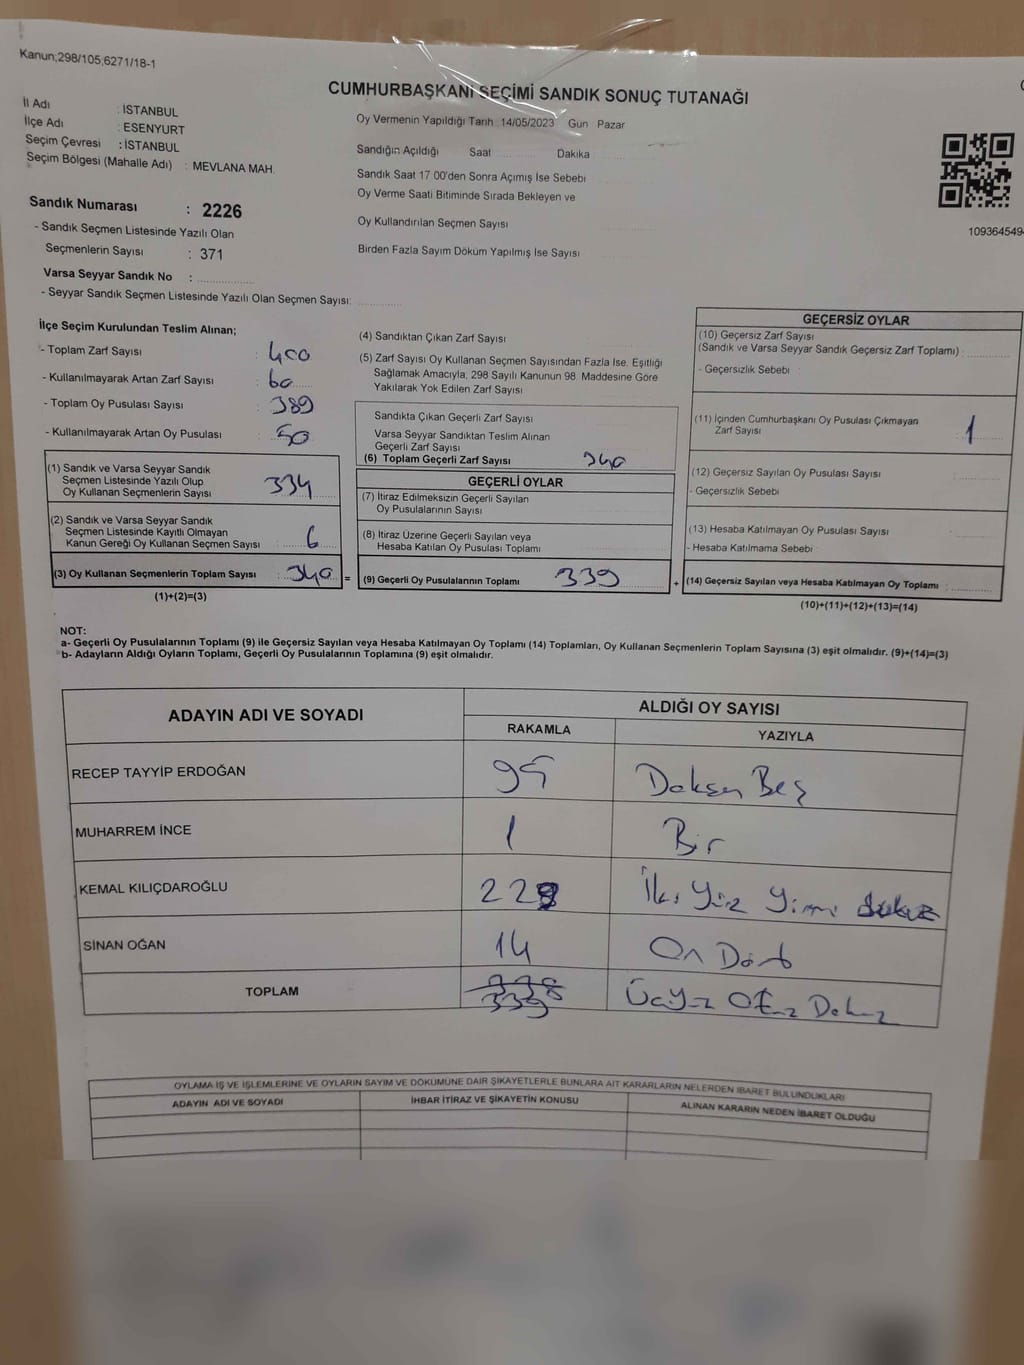 Kanun;298/105,6271/18-1
CUMHURBAŞKANI SEÇİMİ SANDIK SONUÇ TUTANAĞI
İl Adı : İSTANBUL
İlçe Adı : ESENYURT
Seçim Çevresi : İSTANBUL
Seçim Bölgesi (Mahalle Adı) : MEVLANA MAH.
Oy Vermenin Yapıldığı Tarih : 14/05/2023 Gün : Pazar
Sandığın Açıldığı Saat Dakika
Sandık Saat 17 00'den Sonra Açımış İse Sebebi
Oy Verme Saati Bitiminde Sırada Bekleyen ve
Oy Kullandırılan Seçmen Sayısı
Birden Fazla Sayım Döküm Yapılmış İse Sayısı
109364549
Sandık Numarası : 2226
- Sandık Seçmen Listesinde Yazılı Olan
Seçmenlerin Sayısı : 371
Varsa Seyyar Sandık No :
- Seyyar Sandık Seçmen Listesinde Yazılı Olan Seçmen Sayısı:
İlçe Seçim Kurulundan Teslim Alınan;
- Toplam Zarf Sayısı : 400
- Kullanılmayarak Artan Zarf Sayısı : 60
- Toplam Oy Pusulası Sayısı : 389
- Kullanılmayarak Artan Oy Pusulası : 50
(1) Sandık ve Varsa Seyyar Sandık
Seçmen Listesinde Yazılı Olup
Oy Kullanan Seçmenlerin Sayısı 334
(2) Sandık ve Varsa Seyyar Sandık
Seçmen Listesinde Kayıtlı Olmayan
Kanun Gereği Oy Kullanan Seçmen Sayısı 6
(3) Oy Kullanan Seçmenlerin Toplam Sayısı : 340 =
(1)+(2)=(3)
(4) Sandıktan Çıkan Zarf Sayısı
(5) Zarf Sayısı Oy Kullanan Seçmen Sayısından Fazla İse, Eşitliği
Sağlamak Amacıyla, 298 Sayılı Kanunun 98. Maddesine Göre
Yakılarak Yok Edilen Zarf Sayısı
Sandıkta Çıkan Geçerli Zarf Sayısı
Varsa Seyyar Sandıktan Teslim Alınan
Geçerli Zarf Sayısı
(6) Toplam Geçerli Zarf Sayısı 340
GEÇERLİ OYLAR
(7) İtiraz Edilmeksizin Geçerli Sayılan
Oy Pusulalarının Sayısı
(8) İtiraz Üzerine Geçerli Sayılan veya
Hesaba Katılan Oy Pusulası Toplamı
(9) Geçerli Oy Pusulalarının Toplamı 339 +
GEÇERSİZ OYLAR
(10) Geçersiz Zarf Sayısı
(Sandık ve Varsa Seyyar Sandık Geçersiz Zarf Toplamı) :
- Geçersizlik Sebebi :
(11) İçinden Cumhurbaşkanı Oy Pusulası Çıkmayan
Zarf Sayısı 1
(12) Geçersiz Sayılan Oy Pusulası Sayısı
- Geçersizlik Sebebi
(13) Hesaba Katılmayan Oy Pusulası Sayısı
- Hesaba Katılmama Sebebi
(14) Geçersiz Sayılan veya Hesaba Katılmayan Oy Toplamı :
(10)+(11)+(12)+(13)=(14)
NOT:
a- Geçerli Oy Pusulalarının Toplamı (9) ile Geçersiz Sayılan veya Hesaba Katılmayan Oy Toplamı (14) Toplamları, Oy Kullanan Seçmenlerin Toplam Sayısına (3) eşit olmalıdır. (9)+(14)=(3)
b- Adayların Aldığı Oyların Toplamı, Geçerli Oy Pusulalarının Toplamına (9) eşit olmalıdır.
ADAYIN ADI VE SOYADI ALDIĞI OY SAYISI
RAKAMLA YAZIYLA
RECEP TAYYİP ERDOĞAN 95 Doksan Beş
MUHARREM İNCE 1 Bir
KEMAL KILIÇDAROĞLU 229 İki Yüz Yirmi dokuz
SİNAN OĞAN 14 On Dört
TOPLAM 338 339 Üçyüz Otuz Dokuz
OYLAMA İŞ VE İŞLEMLERİNE VE OYLARIN SAYIM VE DÖKÜMÜNE DAİR ŞİKAYETLERLE BUNLARA AİT KARARLARIN NELERDEN İBARET BULUNDUKLARI
ADAYIN ADI VE SOYADI İHBAR İTİRAZ VE ŞİKAYETİN KONUSU ALINAN KARARIN NEDEN İBARET OLDUĞU